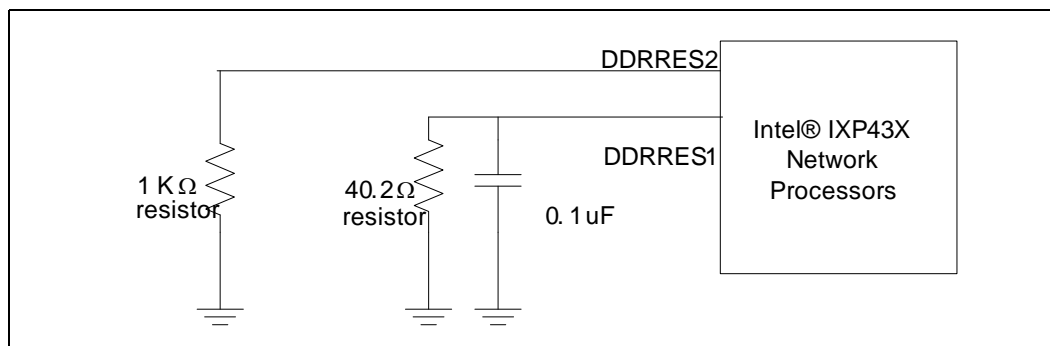 DDRRES2
DDRRES1
Intel® IXP43X
Network
Processors
1 KΩ
resistor
40.2Ω
resistor
0.1uF